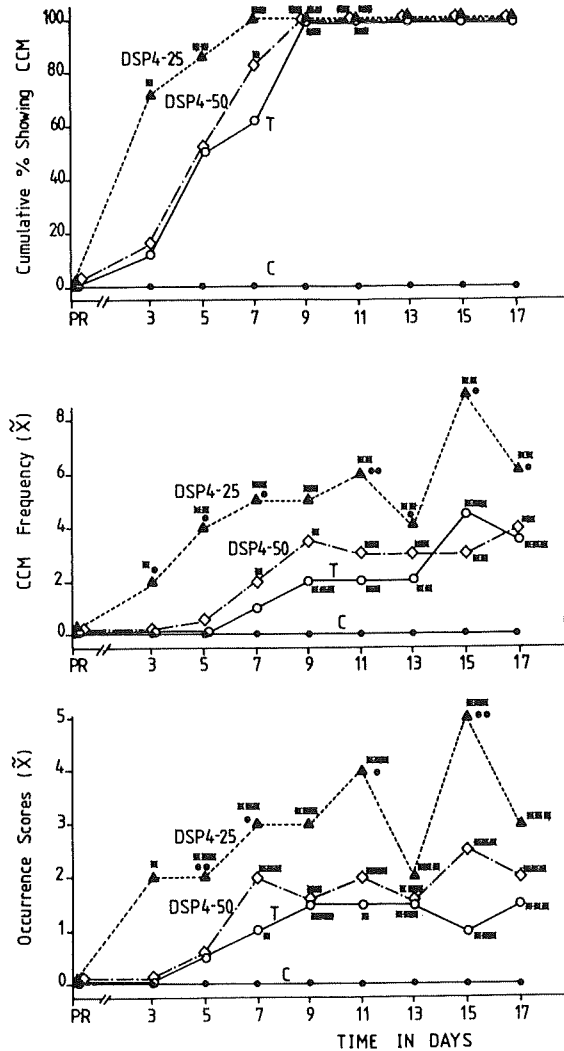 Cumulative % Showing CCM
100.
80
60
40
20
0.
DSP4-25
DSP4-50
T
C
PR 3 5 7 9 11 13 15 17
CCM Frequency (X̃)
8.
6.
4.
2.
0.
DSP4-25
DSP4-50
T
C
PR 3 5 7 9 11 13 15 17
Occurrence Scores (X̃)
5
4.
3.
2.
1.
0.
DSP4-25
DSP4-50
T
C
PR 3 5 7 9 11 13 15 17
TIME IN DAYS